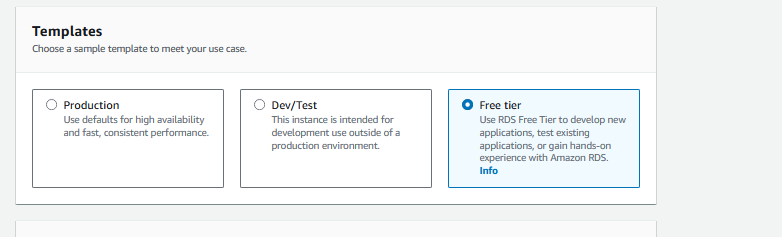 Templates
Choose a sample template to meet your use case.
Production
Use defaults for high availability
and fast, consistent performance.
Dev/Test
This instance is intended for
development use outside of a
production environment.
Free tier
Use RDS Free Tier to develop new
applications, test existing
applications, or gain hands-on
experience with Amazon RDS.
Info